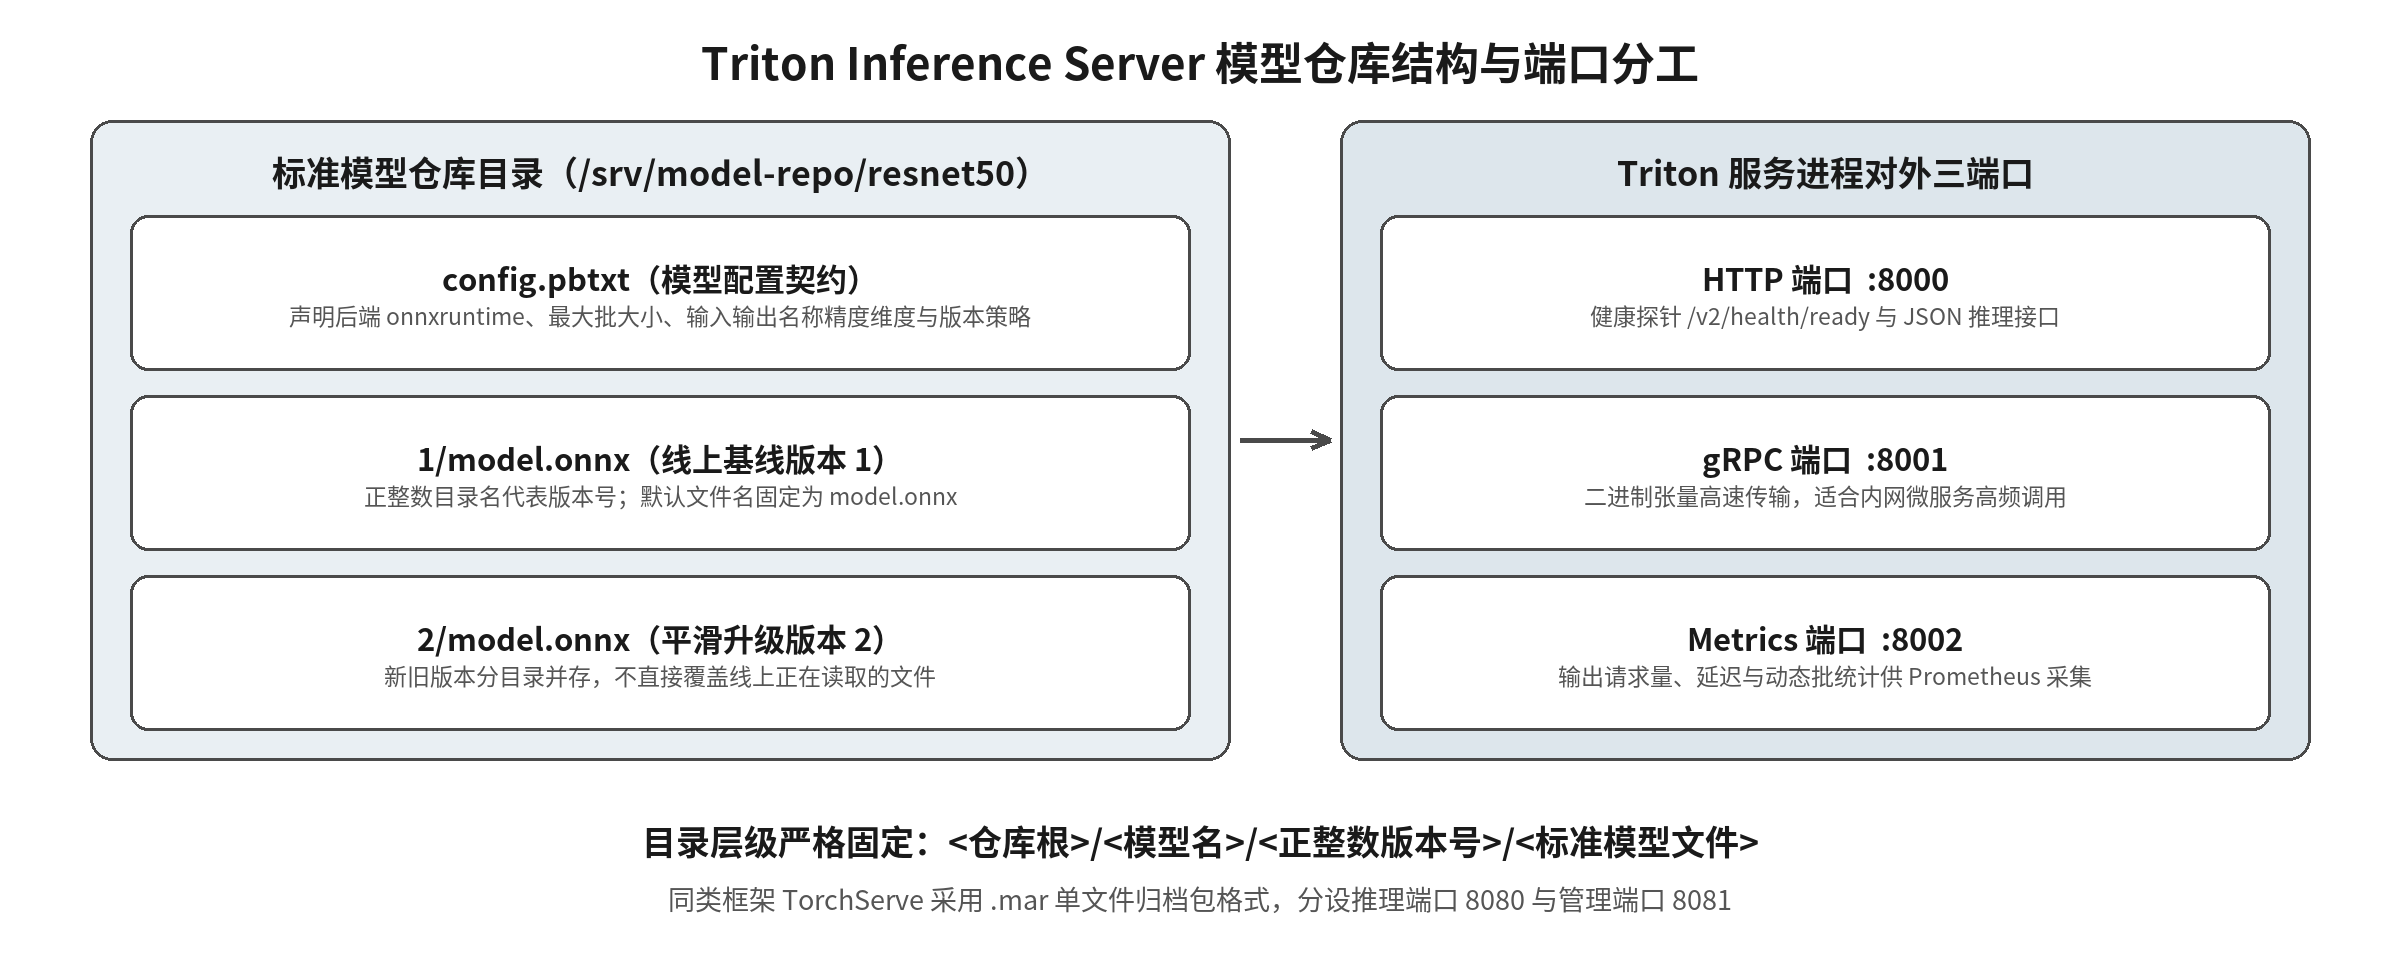 Triton Inference Server 模型仓库结构与端口分工
标准模型仓库目录（/srv/model-repo/resnet50）
config.pbtxt（模型配置契约）
声明后端 onnxruntime、最大批大小、输入输出名称精度维度与版本策略
1/model.onnx（线上基线版本 1）
正整数目录名代表版本号；默认文件名固定为 model.onnx
2/model.onnx（平滑升级版本 2）
新旧版本分目录并存，不直接覆盖线上正在读取的文件
Triton 服务进程对外三端口
HTTP 端口 :8000
健康探针 /v2/health/ready 与 JSON 推理接口
gRPC 端口 :8001
二进制张量高速传输，适合内网微服务高频调用
Metrics 端口 :8002
输出请求量、延迟与动态批统计供 Prometheus 采集
目录层级严格固定：<仓库根>/<模型名>/<正整数版本号>/<标准模型文件>
同类框架 TorchServe 采用 .mar 单文件归档包格式，分设推理端口 8080 与管理端口 8081